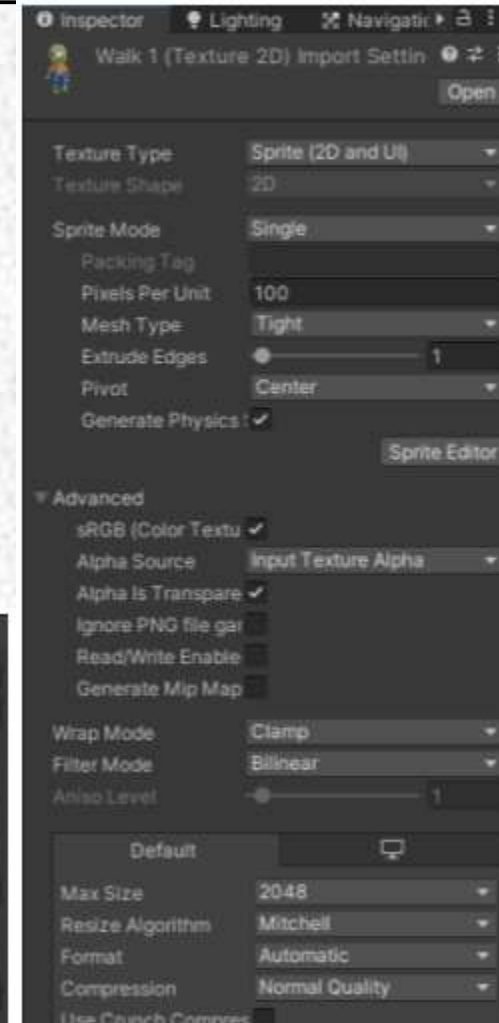 Inspector Lighting Navigatic
Walk 1 (Texture 2D) Import Settin
Open
Texture Type Sprite (2D and UI)
Texture Shape 2D
Sprite Mode Single
Packing Tag
Pixels Per Unit 100
Mesh Type Tight
Extrude Edges 1
Pivot Center
Generate Physics S
Sprite Editor
Advanced
sRGB (Color Textu
Alpha Source Input Texture Alpha
Alpha Is Transpare
Ignore PNG file gar
Read/Write Enable
Generate Mip Map
Wrap Mode Clamp
Filter Mode Bilinear
Aniso Level 1
Default
Max Size 2048
Resize Algorithm Mitchell
Format Automatic
Compression Normal Quality
Use Crunch Compres